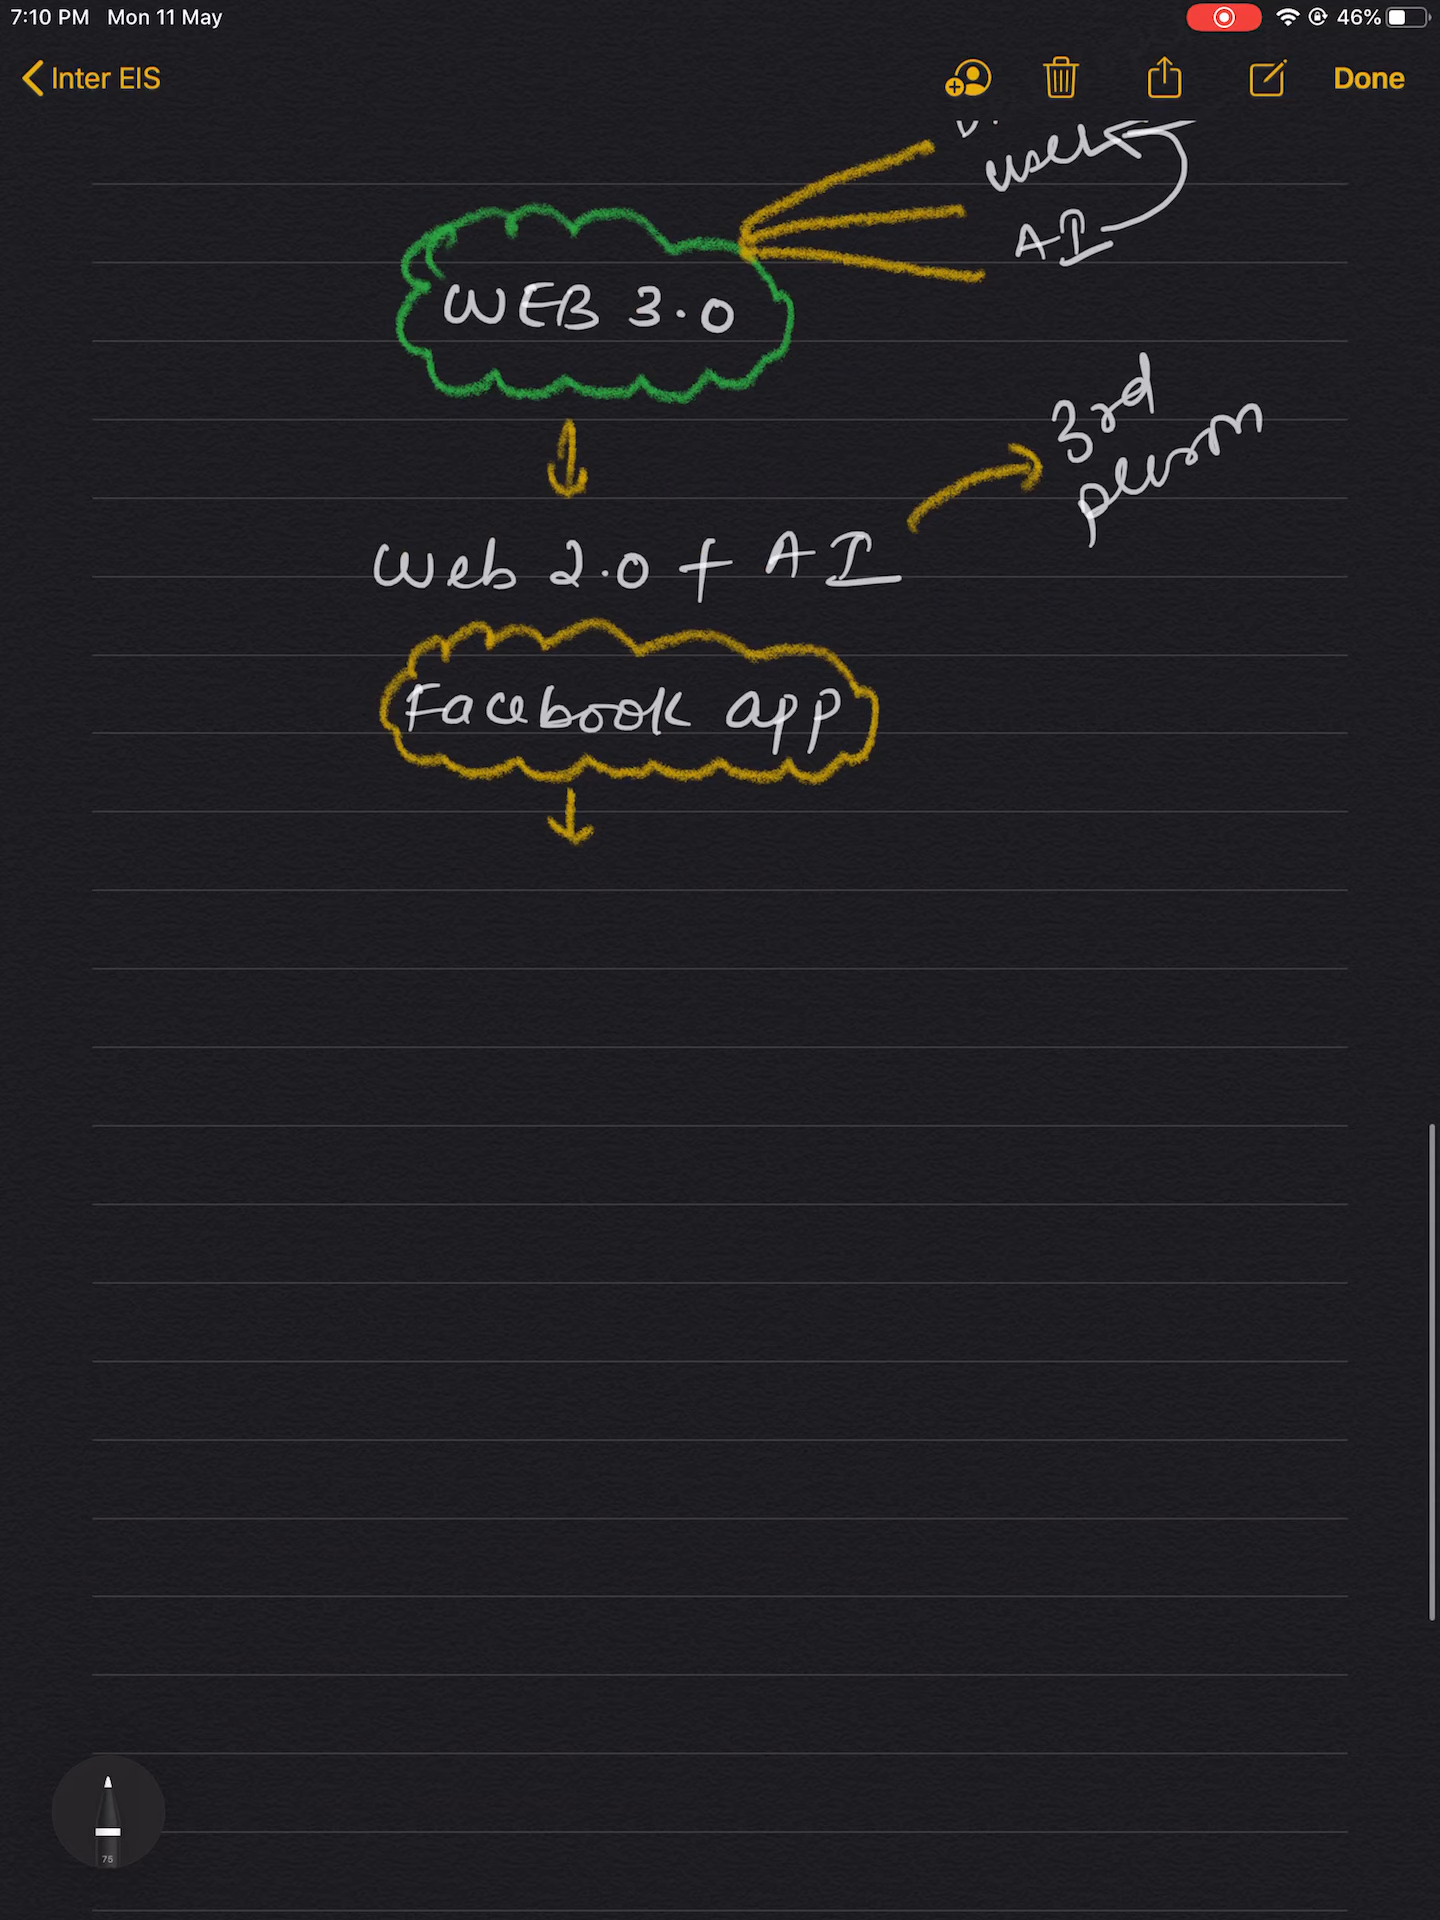 7:10 PM Mon 11 May
46%
Inter EIS
Done
AI
WEB 3.0
3rd
person
Web 2.0 + AI
Facebook app
75